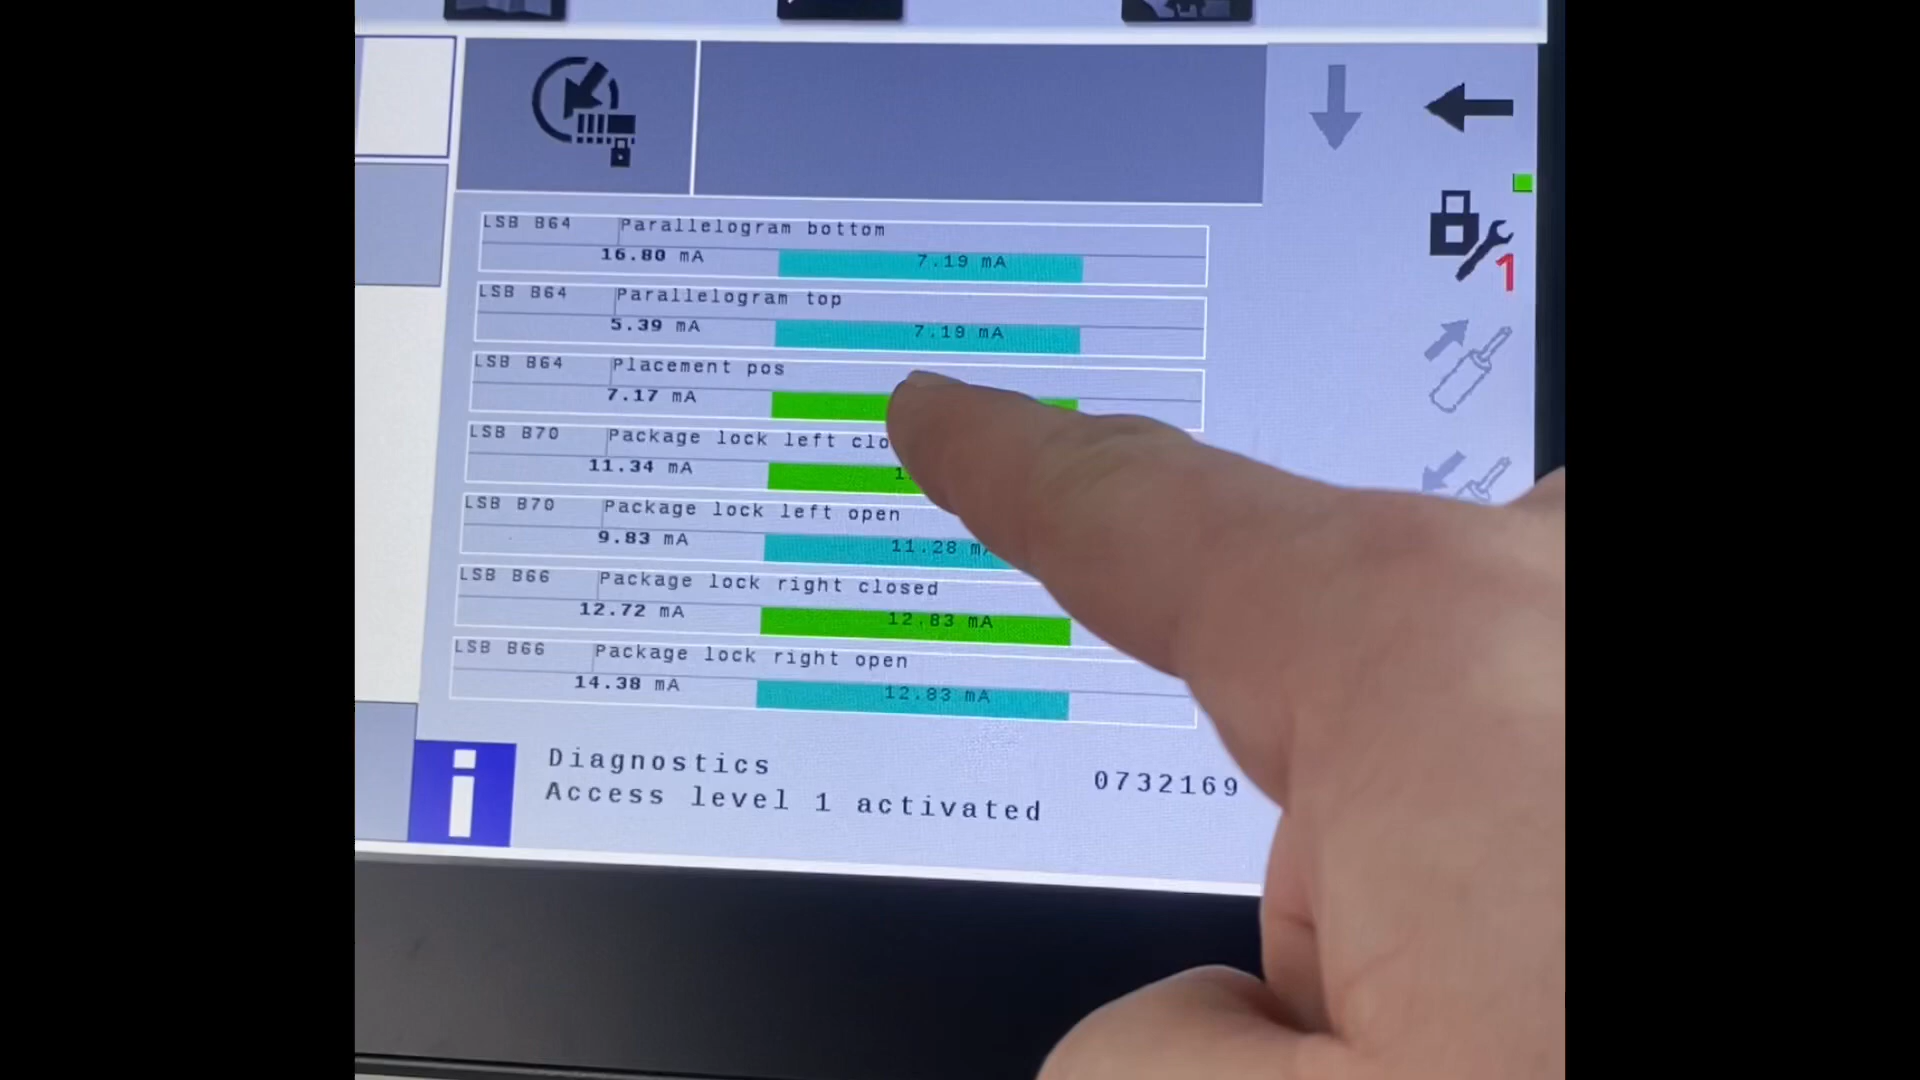 1
LSB B64 Parallelogram bottom
16.80 mA 7.19 mA
LSB B64 Parallelogram top
5.39 mA 7.19 mA
LSB B64 Placement pos
7.17 mA
LSB B70 Package lock left
11.34 mA
LSB B70 Package lock left open
9.83 mA 11.28
LSB B66 Package lock right closed
12.72 mA 12.83 mA
LSB B66 Package lock right open
14.38 mA 12.83 mA
Diagnostics
Access level 1 activated
0732169